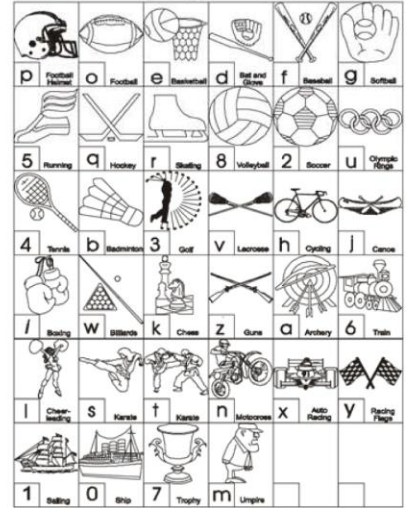 p Football Helmet
o Football
e Basketball
d Bat and Glove
f Baseball
g Softball
5 Running
q Hockey
r Skating
8 Volleyball
2 Soccer
u Olympic Rings
4 Tennis
b Badminton
3 Golf
v Lacrosse
h Cycling
j Canoe
i Boxing
w Billiards
k Chess
z Guns
a Archery
6 Train
l Cheer-leading
s Karate
t Karate
n Motocross
x Auto Racing
y Racing Flags
1 Sailing
0 Ship
7 Trophy
m Umpire